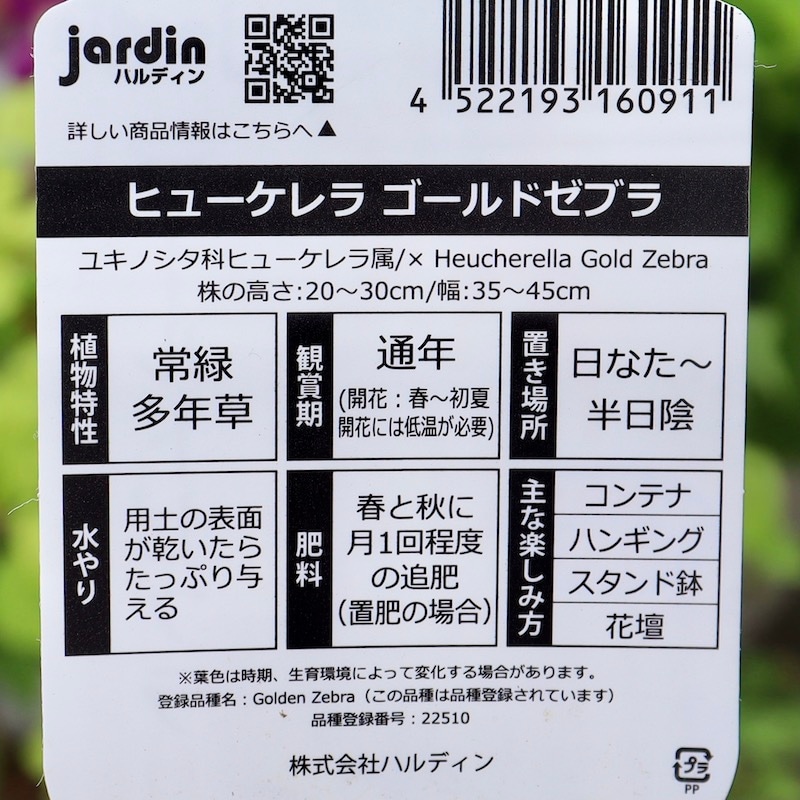 jardin
ハルディン
詳しい商品情報はこちらへ▲
4 522193 160911
ヒューケレラ ゴールドゼブラ
ユキノシタ科ヒューケレラ属/× Heucherella Gold Zebra
株の高さ:20～30cm/幅:35～45cm
植物特性
常緑
多年草
観賞期
通年
(開花：春～初夏
開花には低温が必要)
置き場所
日なた～
半日陰
水やり
用土の表面
が乾いたら
たっぷり与
える
肥料
春と秋に
月1回程度
の追肥
(置肥の場合)
主な楽しみ方
コンテナ
ハンギング
スタンド鉢
花壇
※葉色は時期、生育環境によって変化する場合があります。
登録品種名：Golden Zebra（この品種は品種登録されています）
品種登録番号：22510
株式会社ハルディン
プラ
PP